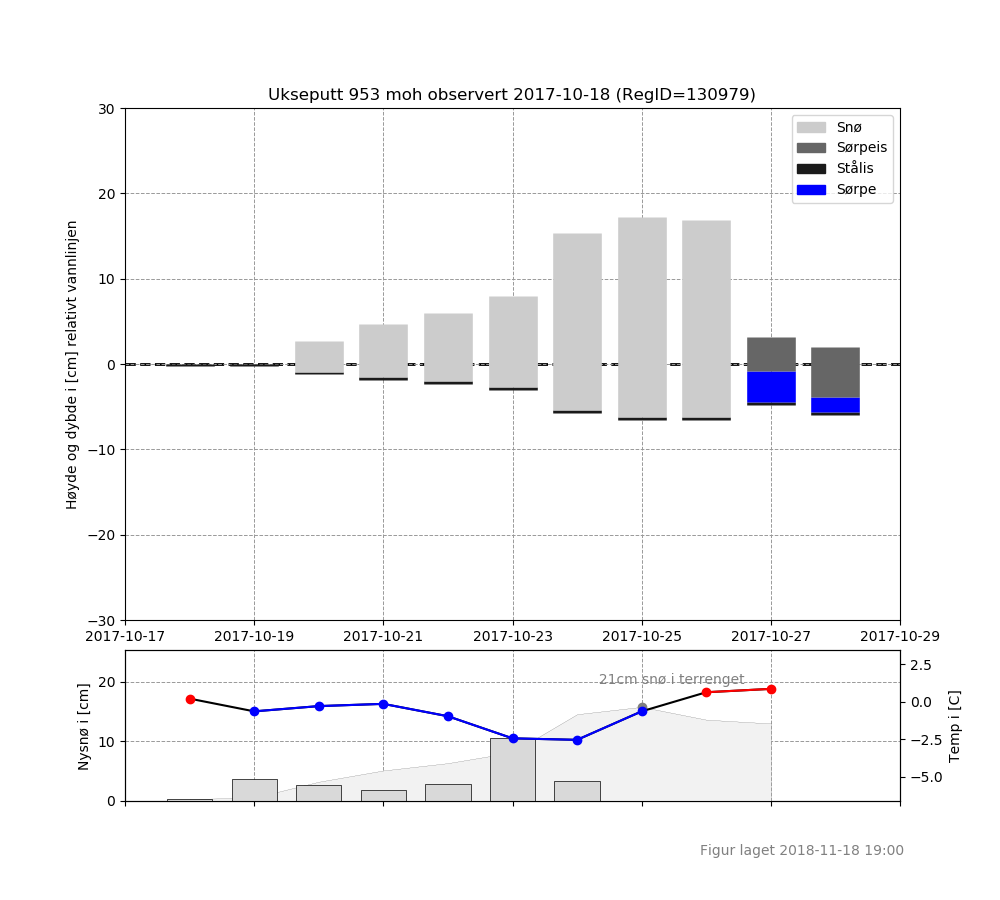 Ukseputt 953 moh observert 2017-10-18 (RegID=130979)
Høyde og dybde i [cm] relativt vannlinjen
30
20
10
0
−10
−20
−30
Snø
Sørpeis
Stålis
Sørpe
2017-10-17 2017-10-19 2017-10-21 2017-10-23 2017-10-25 2017-10-27 2017-10-29
Nysnø i [cm]
20
10
0
21cm snø i terrenget
2.5
0.0
−2.5
−5.0
Temp i [C]
Figur laget 2018-11-18 19:00